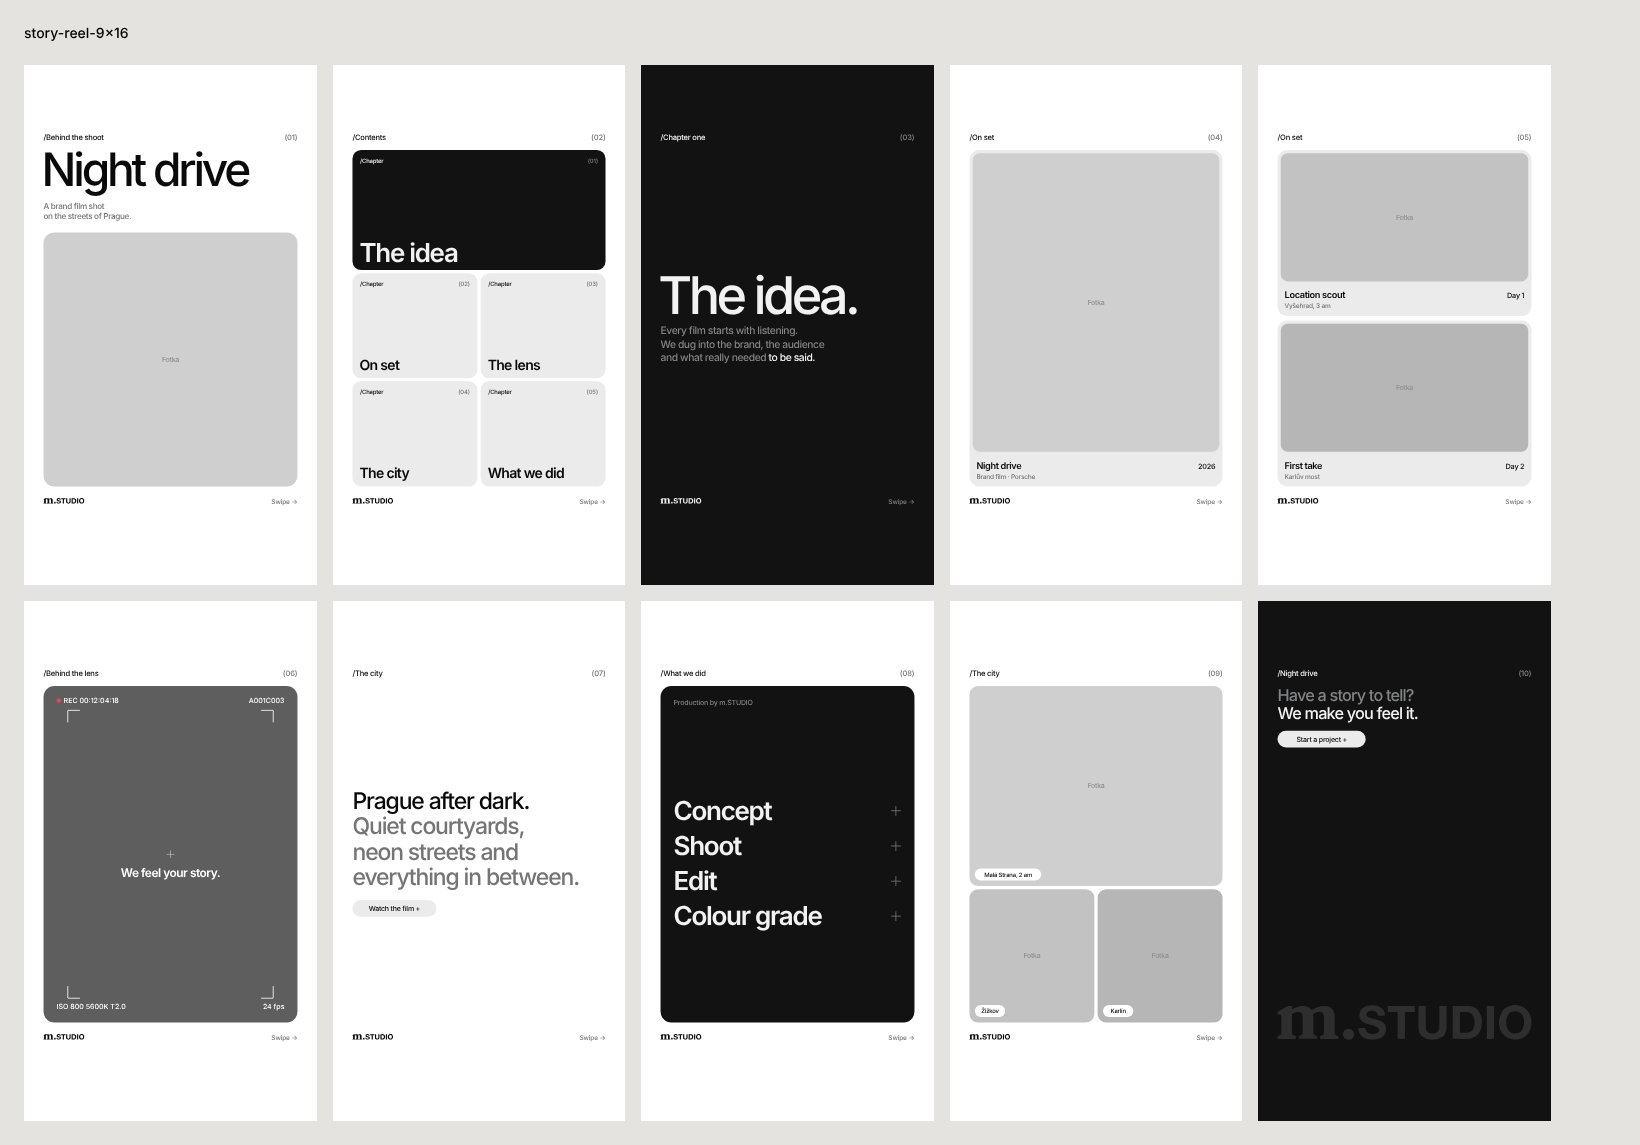 story-reel-9×16
/Behind the shoot (01)
Night drive
A brand film shot
on the streets of Prague.
Fotka
m.STUDIO Swipe →
/Contents (02)
/Chapter (01)
The idea
/Chapter (02)
On set
/Chapter (03)
The lens
/Chapter (04)
The city
/Chapter (05)
What we did
m.STUDIO Swipe →
/Chapter one (03)
The idea.
Every film starts with listening.
We dug into the brand, the audience
and what really needed to be said.
m.STUDIO Swipe →
/On set (04)
Fotka
Night drive 2026
Brand film · Porsche
m.STUDIO Swipe →
/On set (05)
Fotka
Location scout Day 1
Vyšehrad, 3 am
Fotka
First take Day 2
Karlův most
m.STUDIO Swipe →
/Behind the lens (06)
REC 00:12:04:18 A001C003
We feel your story.
ISO 800 5600K T2.0 24 fps
m.STUDIO Swipe →
/The city (07)
Prague after dark.
Quiet courtyards,
neon streets and
everything in between.
Watch the film +
m.STUDIO Swipe →
/What we did (08)
Production by m.STUDIO
Concept +
Shoot +
Edit +
Colour grade +
m.STUDIO Swipe →
/The city (09)
Fotka
Malá Strana, 2 am
Fotka
Žižkov
Fotka
Karlín
m.STUDIO Swipe →
/Night drive (10)
Have a story to tell?
We make you feel it.
Start a project +
m.STUDIO